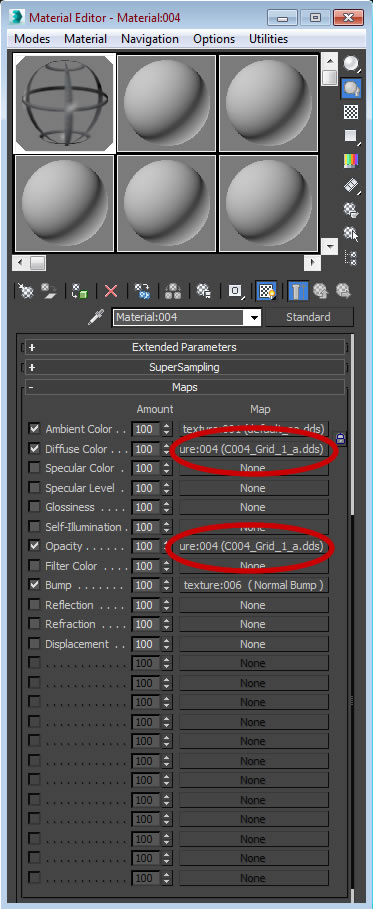 Material Editor - Material:004
Modes Material Navigation Options Utilities
Material:004 Standard
+ Extended Parameters
+ SuperSampling
- Maps
Amount Map
Ambient Color . . 100
Diffuse Color . . . 100 ure:004 (C004_Grid_1_a.dds)
Specular Color . 100 None
Specular Level . 100 None
Glossiness . . . . 100 None
Self-Illumination 100 None
Opacity . . . . . . 100 ure:004 (C004_Grid_1_a.dds)
Filter Color . . . . 100 None
Bump . . . . . . . 100 texture:006 ( Normal Bump )
Reflection . . . . 100 None
Refraction . . . . 100 None
Displacement . . 100 None
. . . . . . . . . . . . 100 None
. . . . . . . . . . . . 100 None
. . . . . . . . . . . . 100 None
. . . . . . . . . . . . 100 None
. . . . . . . . . . . . 100 None
. . . . . . . . . . . . 100 None
. . . . . . . . . . . . 100 None
. . . . . . . . . . . . 100 None
. . . . . . . . . . . . 100 None
. . . . . . . . . . . . 100 None
. . . . . . . . . . . . 100 None
. . . . . . . . . . . . 100 None